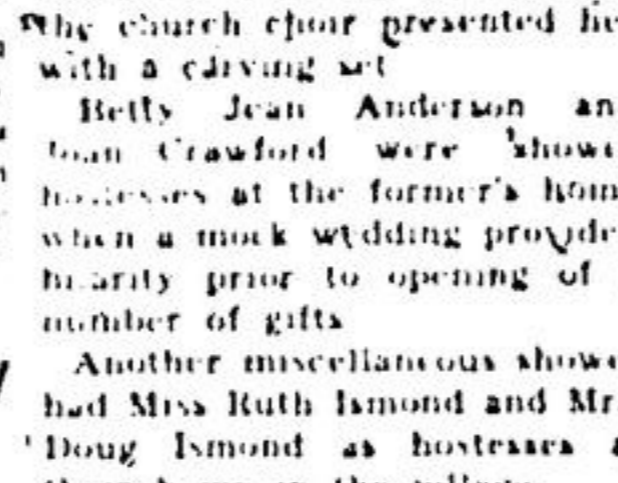 The church choir presented he
with a carving set
Betty Jean Anderson an
Joan Crawford were showe
hostesses at the former's hom
when a mock wedding provide
hilarity prior to opening of
number of gifts
Another miscellaneous showe
had Miss Ruth Ismond and Mr
Doug Ismond as hostesses a
the